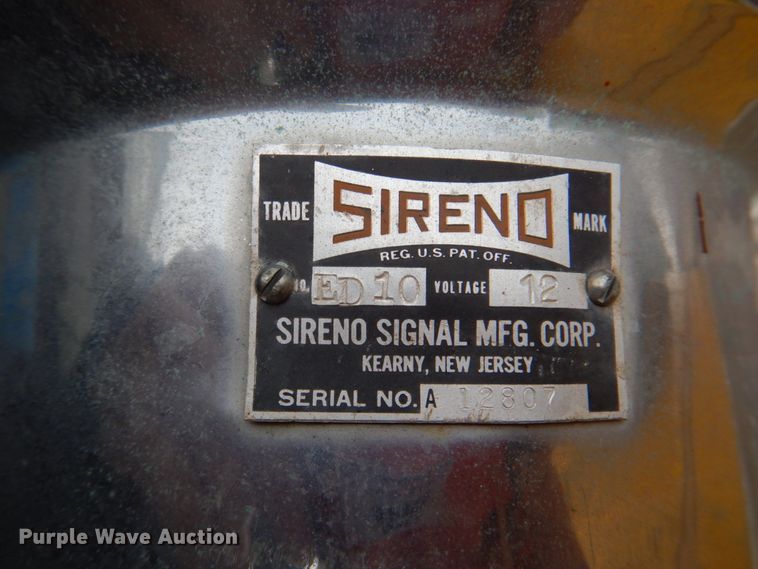 TRADE SIRENO MARK
REG. U.S. PAT. OFF.
NO. ED 10 VOLTAGE 12
SIRENO SIGNAL MFG. CORP.
KEARNY, NEW JERSEY
SERIAL NO. A 12807
Purple Wave Auction